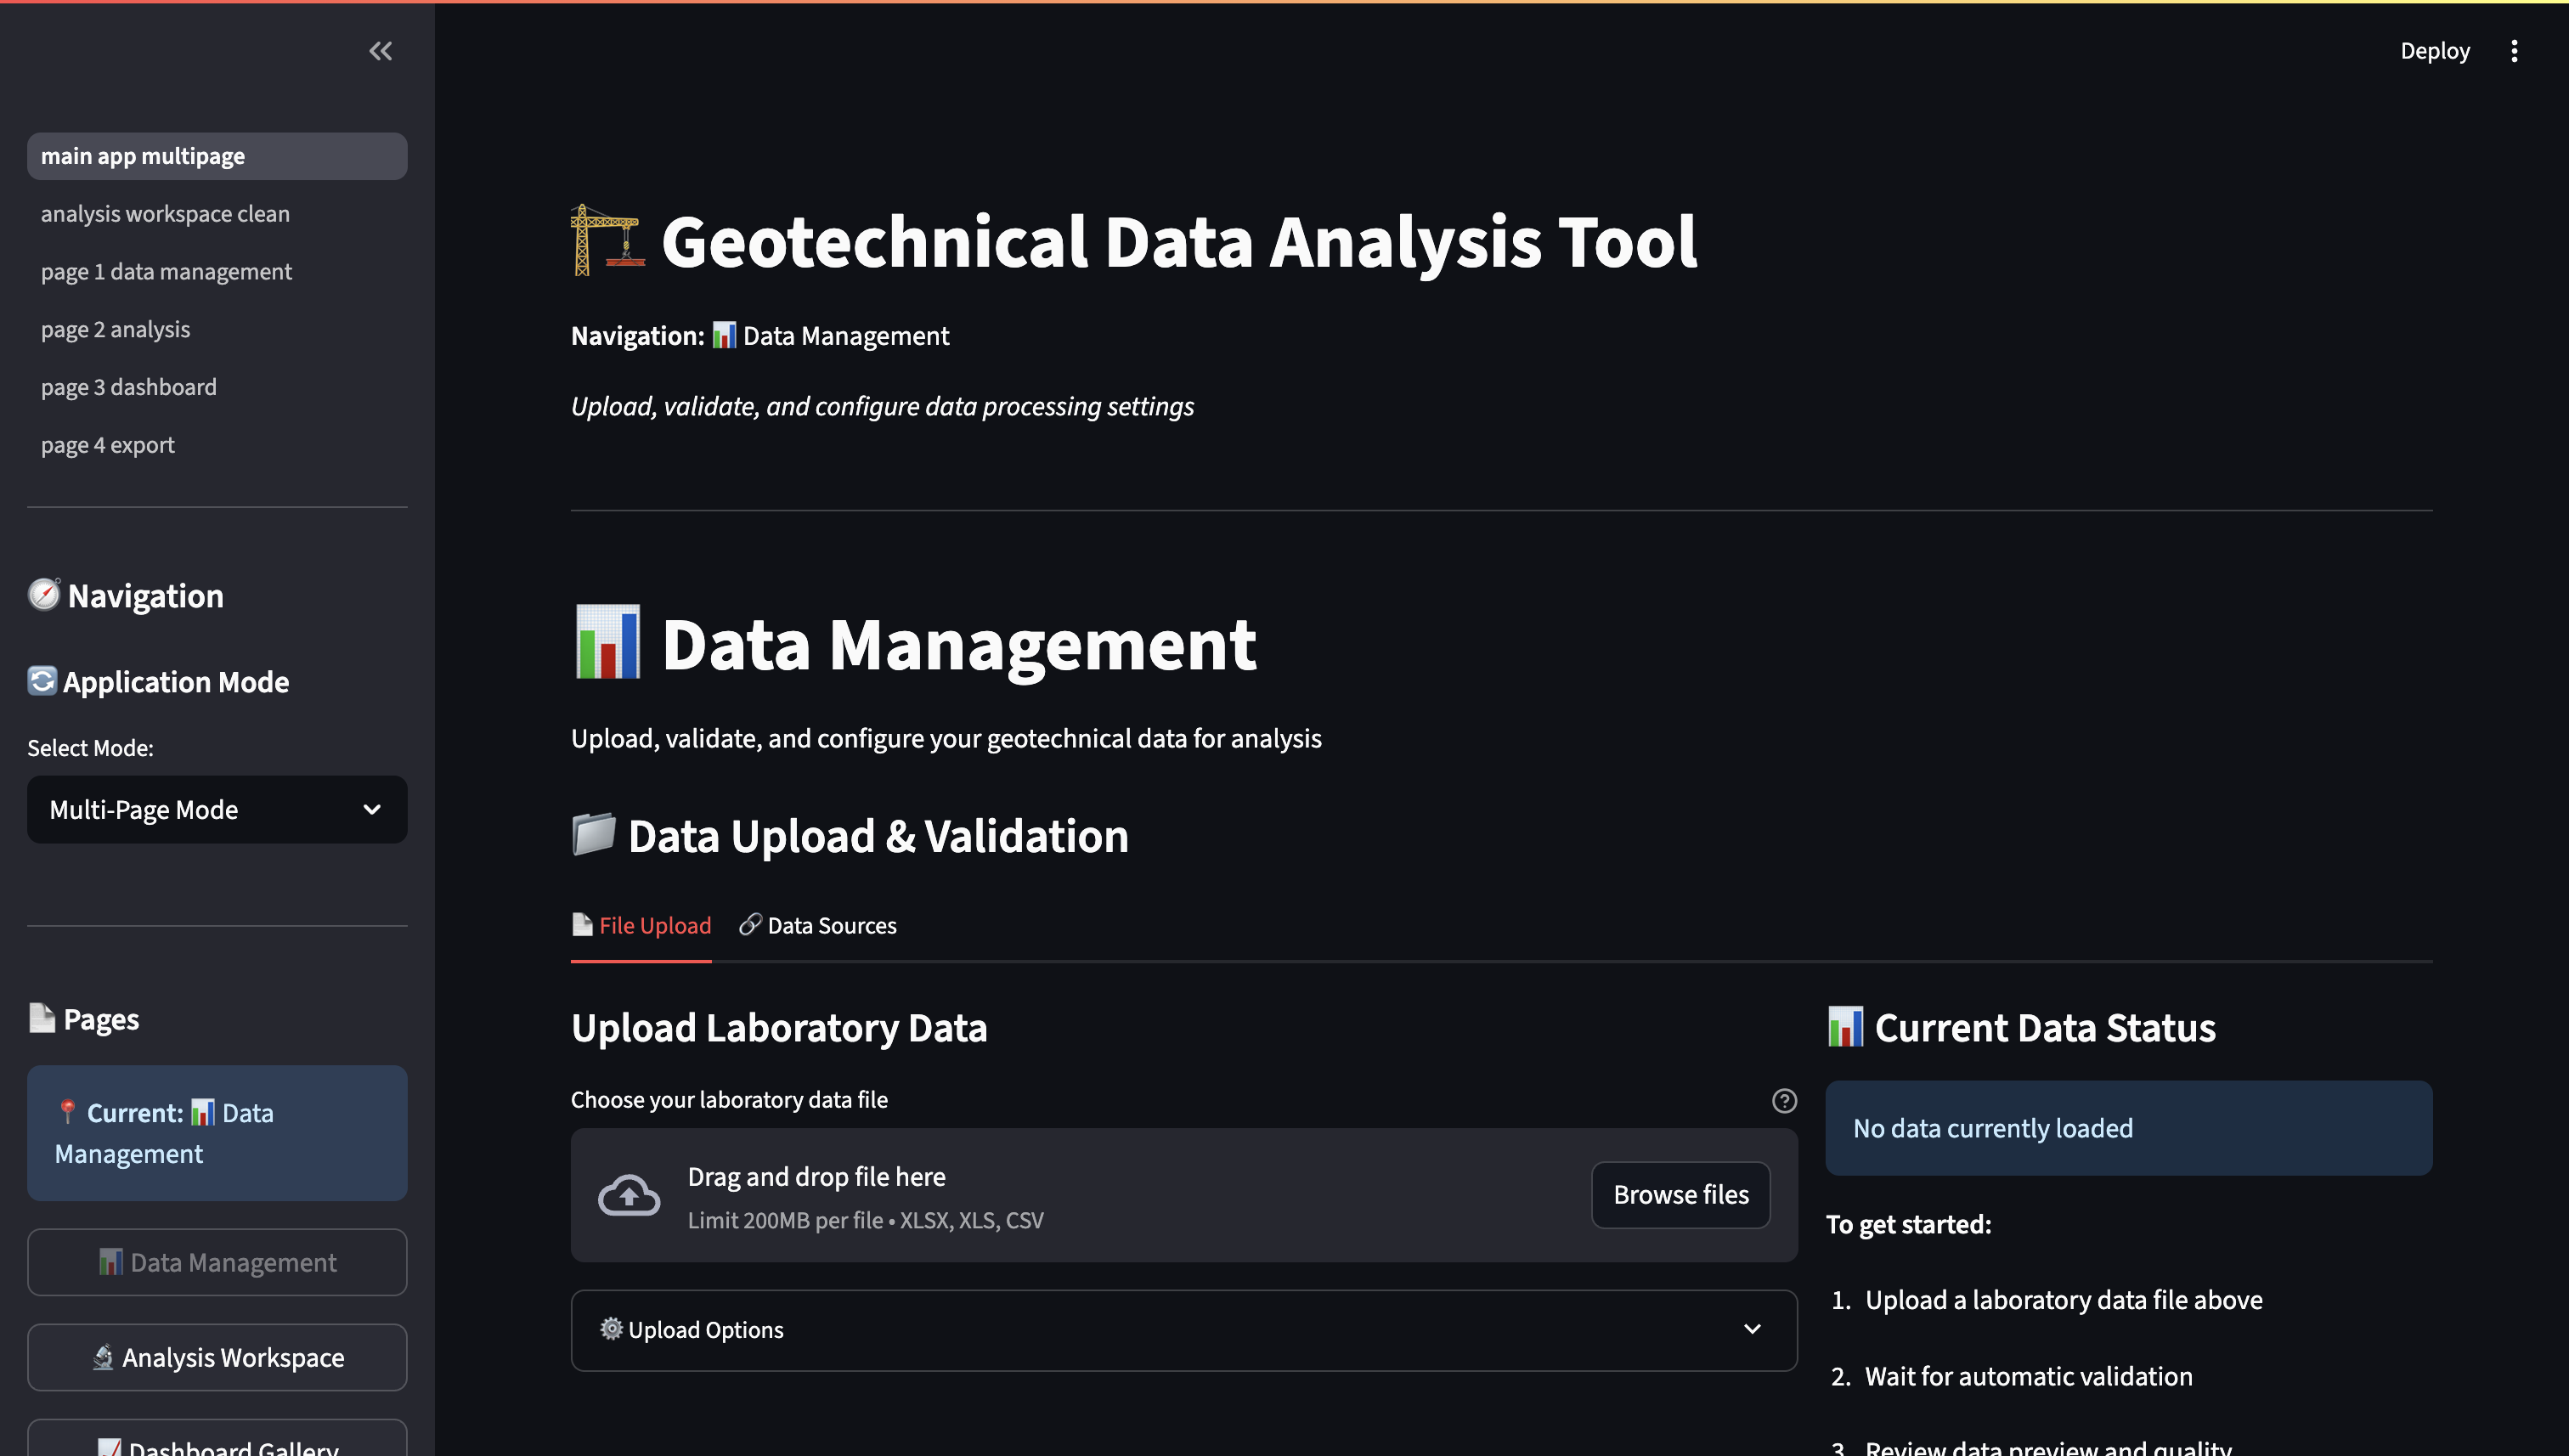 Deploy
main app multipage
analysis workspace clean
page 1 data management
page 2 analysis
page 3 dashboard
page 4 export
Navigation
Application Mode
Select Mode:
Multi-Page Mode
Pages
Current: Data
Management
Data Management
Analysis Workspace
Dashboard Gallery
Geotechnical Data Analysis Tool
Navigation: Data Management
Upload, validate, and configure data processing settings
Data Management
Upload, validate, and configure your geotechnical data for analysis
Data Upload & Validation
File Upload
Data Sources
Upload Laboratory Data
Choose your laboratory data file
Drag and drop file here
Limit 200MB per file • XLSX, XLS, CSV
Browse files
Upload Options
Current Data Status
No data currently loaded
To get started:
1. Upload a laboratory data file above
2. Wait for automatic validation
3. Review data preview and quality